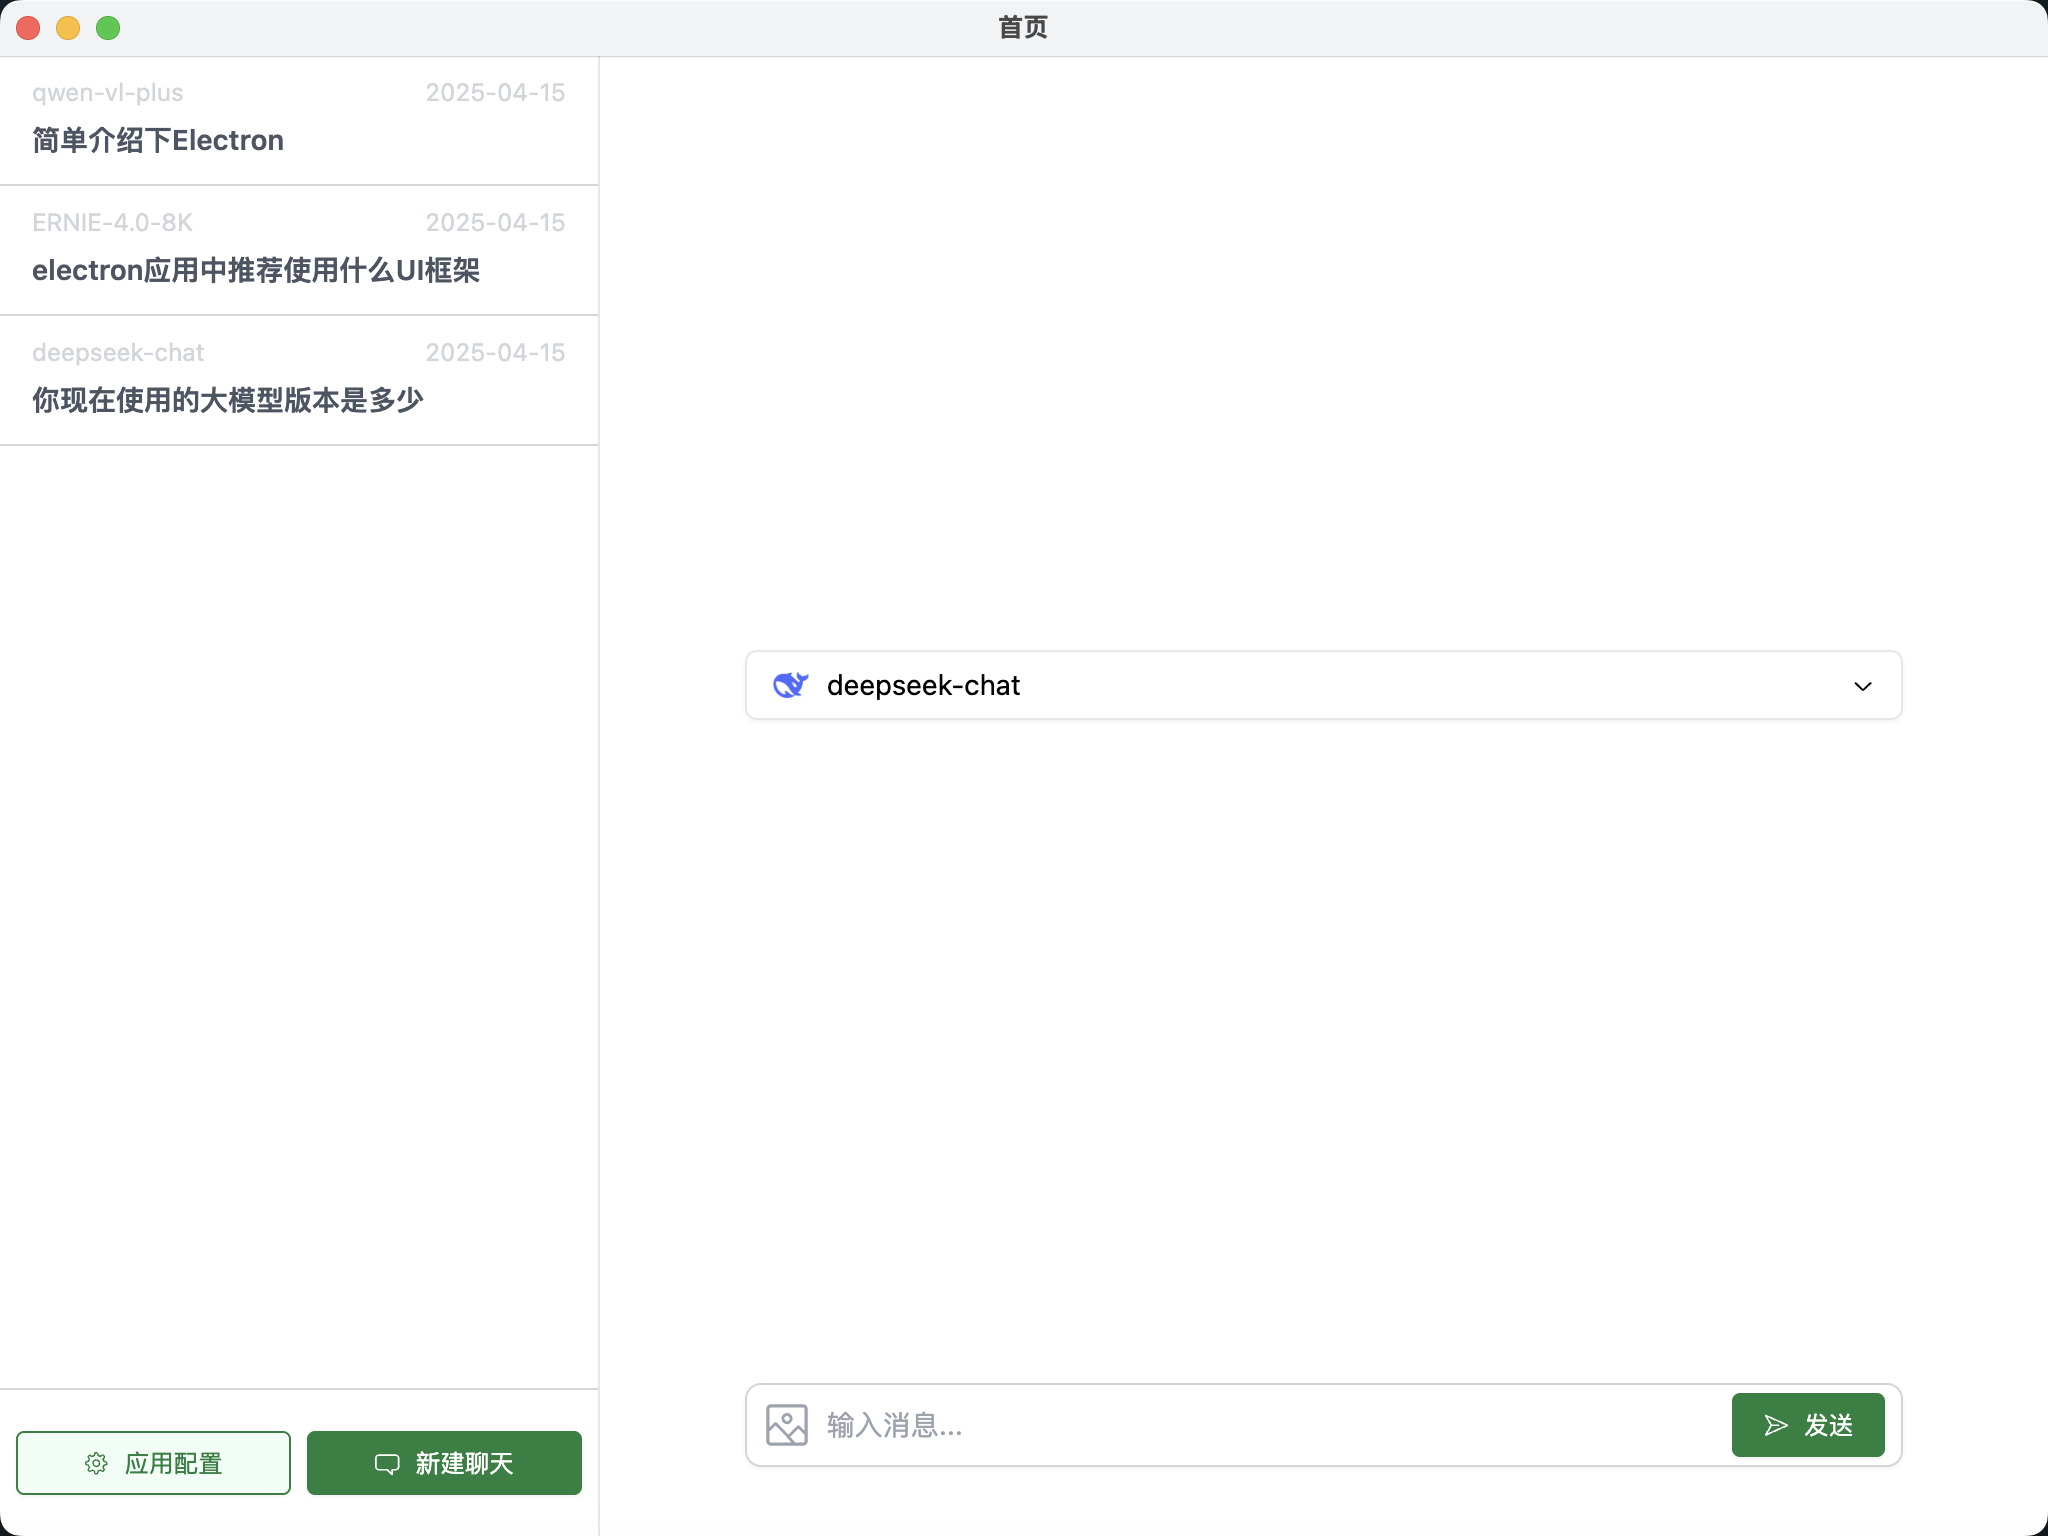 首页
qwen-vl-plus 2025-04-15
简单介绍下Electron
ERNIE-4.0-8K 2025-04-15
electron应用中推荐使用什么UI框架
deepseek-chat 2025-04-15
你现在使用的大模型版本是多少
deepseek-chat
输入消息...
发送
应用配置
新建聊天